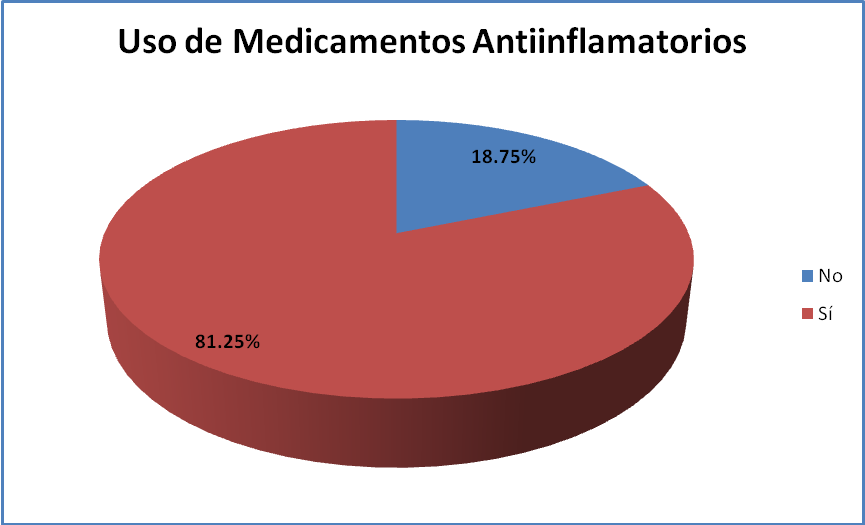 Uso de Medicamentos Antiinflamatorios
18.75%
No
Sí
81.25%